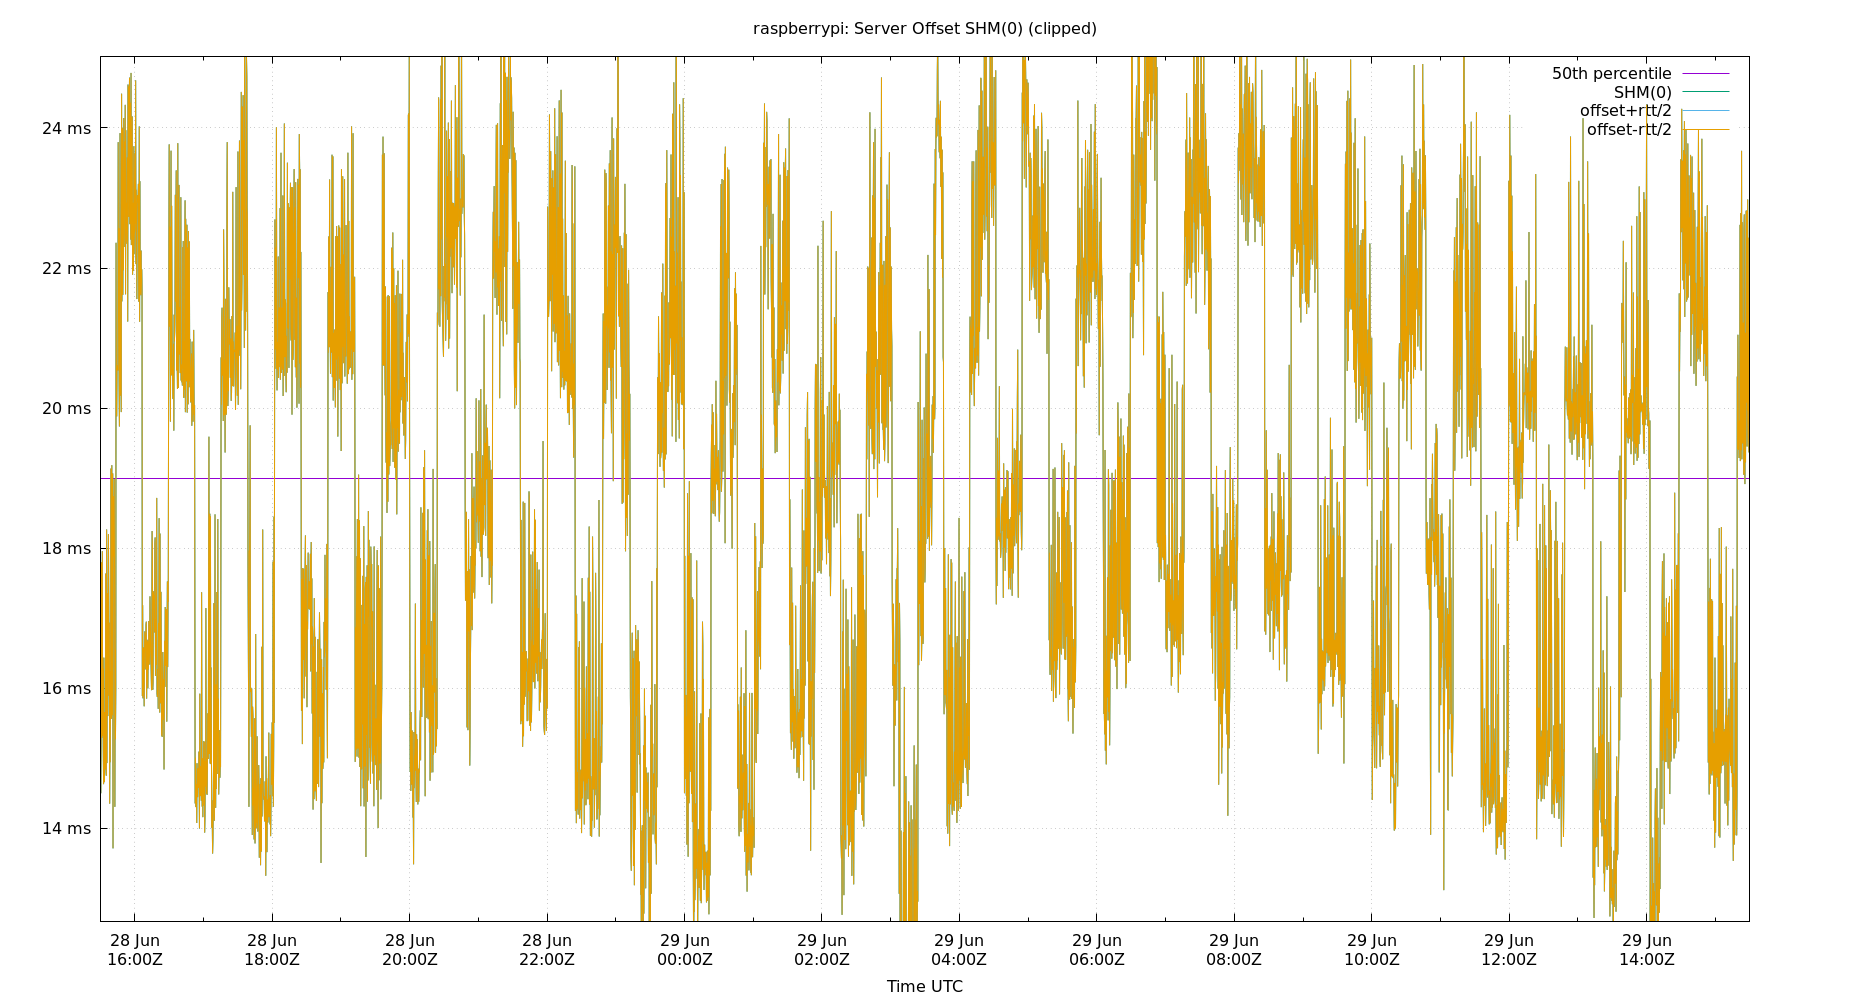 raspberrypi: Server Offset SHM(0) (clipped)
50th percentile
SHM(0)
offset+rtt/2
offset-rtt/2
24 ms
22 ms
20 ms
18 ms
16 ms
14 ms
28 Jun 28 Jun 28 Jun 28 Jun 29 Jun 29 Jun 29 Jun 29 Jun 29 Jun 29 Jun 29 Jun 29 Jun
16:00Z 18:00Z 20:00Z 22:00Z 00:00Z 02:00Z 04:00Z 06:00Z 08:00Z 10:00Z 12:00Z 14:00Z
Time UTC